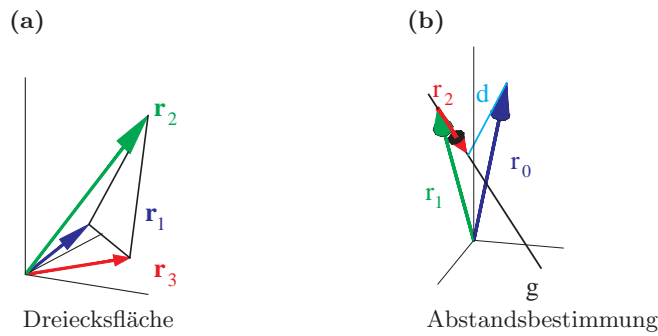 (a)
r2
r1
r3
Dreiecksfläche
(b)
r2
d
r0
r1
g
Abstandsbestimmung